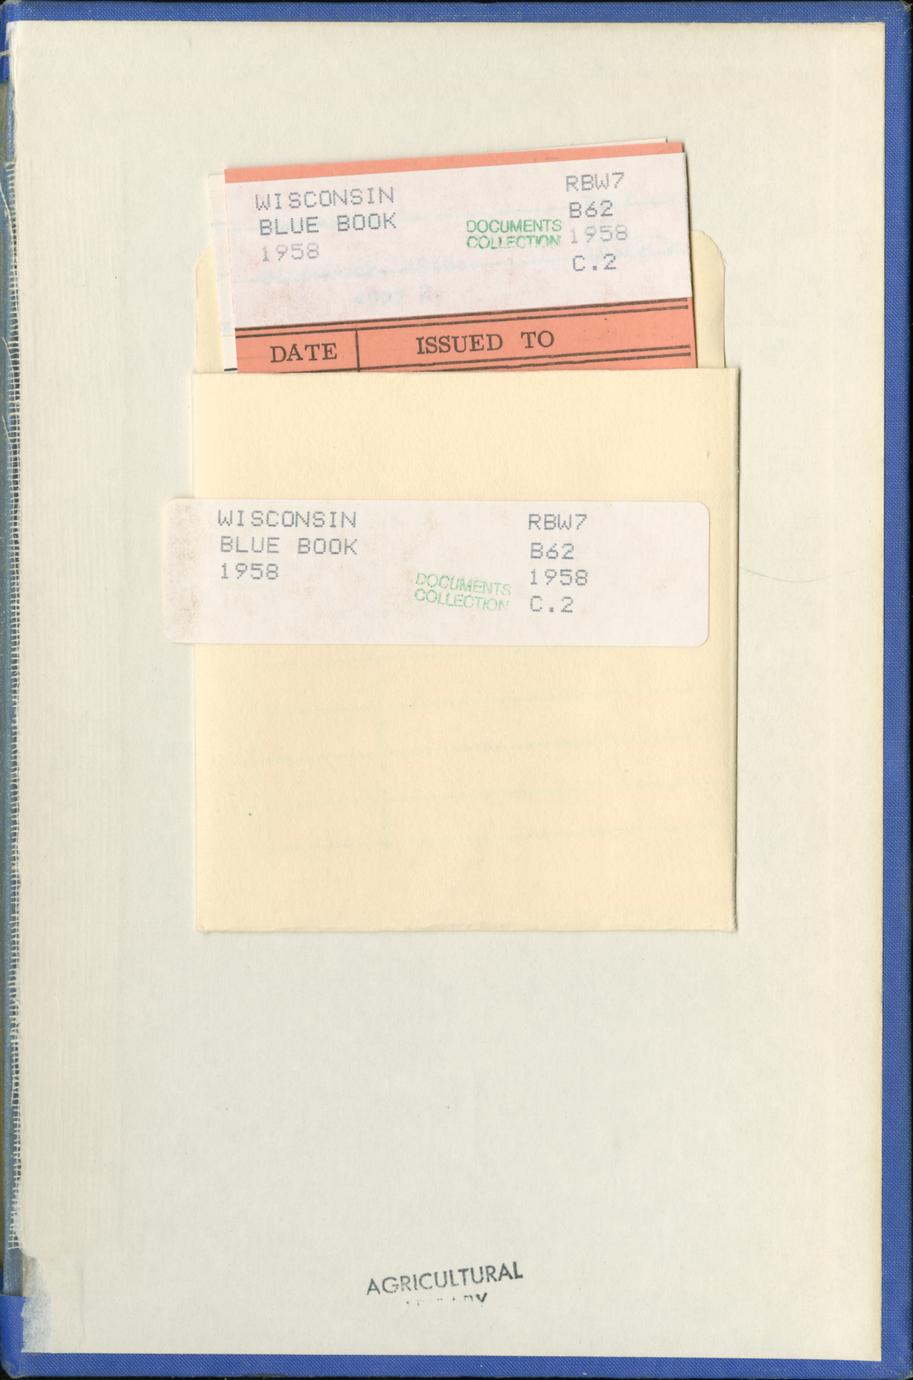 WISCONSIN RBW7
BLUE BOOK B62
1958 DOCUMENTS 1958
COLLECTION C.2
DATE ISSUED TO
WISCONSIN RBW7
BLUE BOOK B62
1958 DOCUMENTS 1958
COLLECTION C.2
AGRICULTURAL